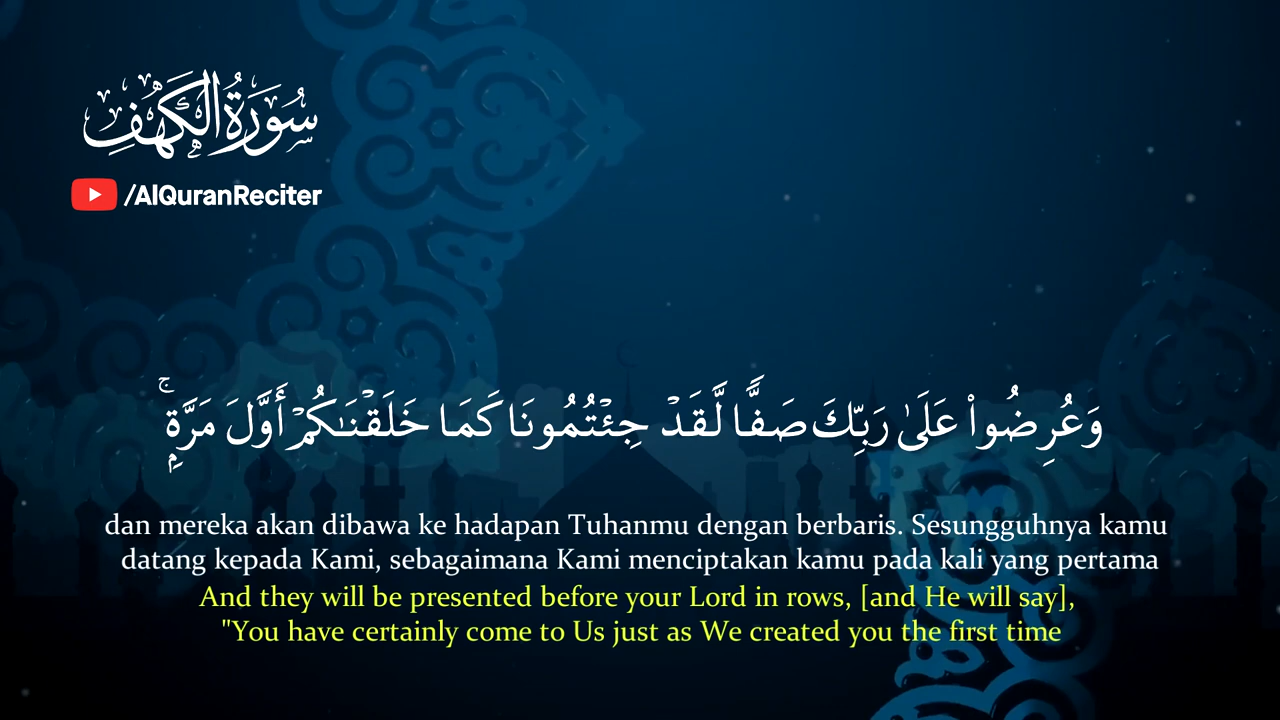 سُورَةُ الْكَهْفِ
/AlQuranReciter
وَعُرِضُوا۟ عَلَىٰ رَبِّكَ صَفًّا لَّقَدْ جِئْتُمُونَا كَمَا خَلَقْنَـٰكُمْ أَوَّلَ مَرَّةٍۭ ۚ
dan mereka akan dibawa ke hadapan Tuhanmu dengan berbaris. Sesungguhnya kamu
datang kepada Kami, sebagaimana Kami menciptakan kamu pada kali yang pertama
And they will be presented before your Lord in rows, [and He will say],
"You have certainly come to Us just as We created you the first time